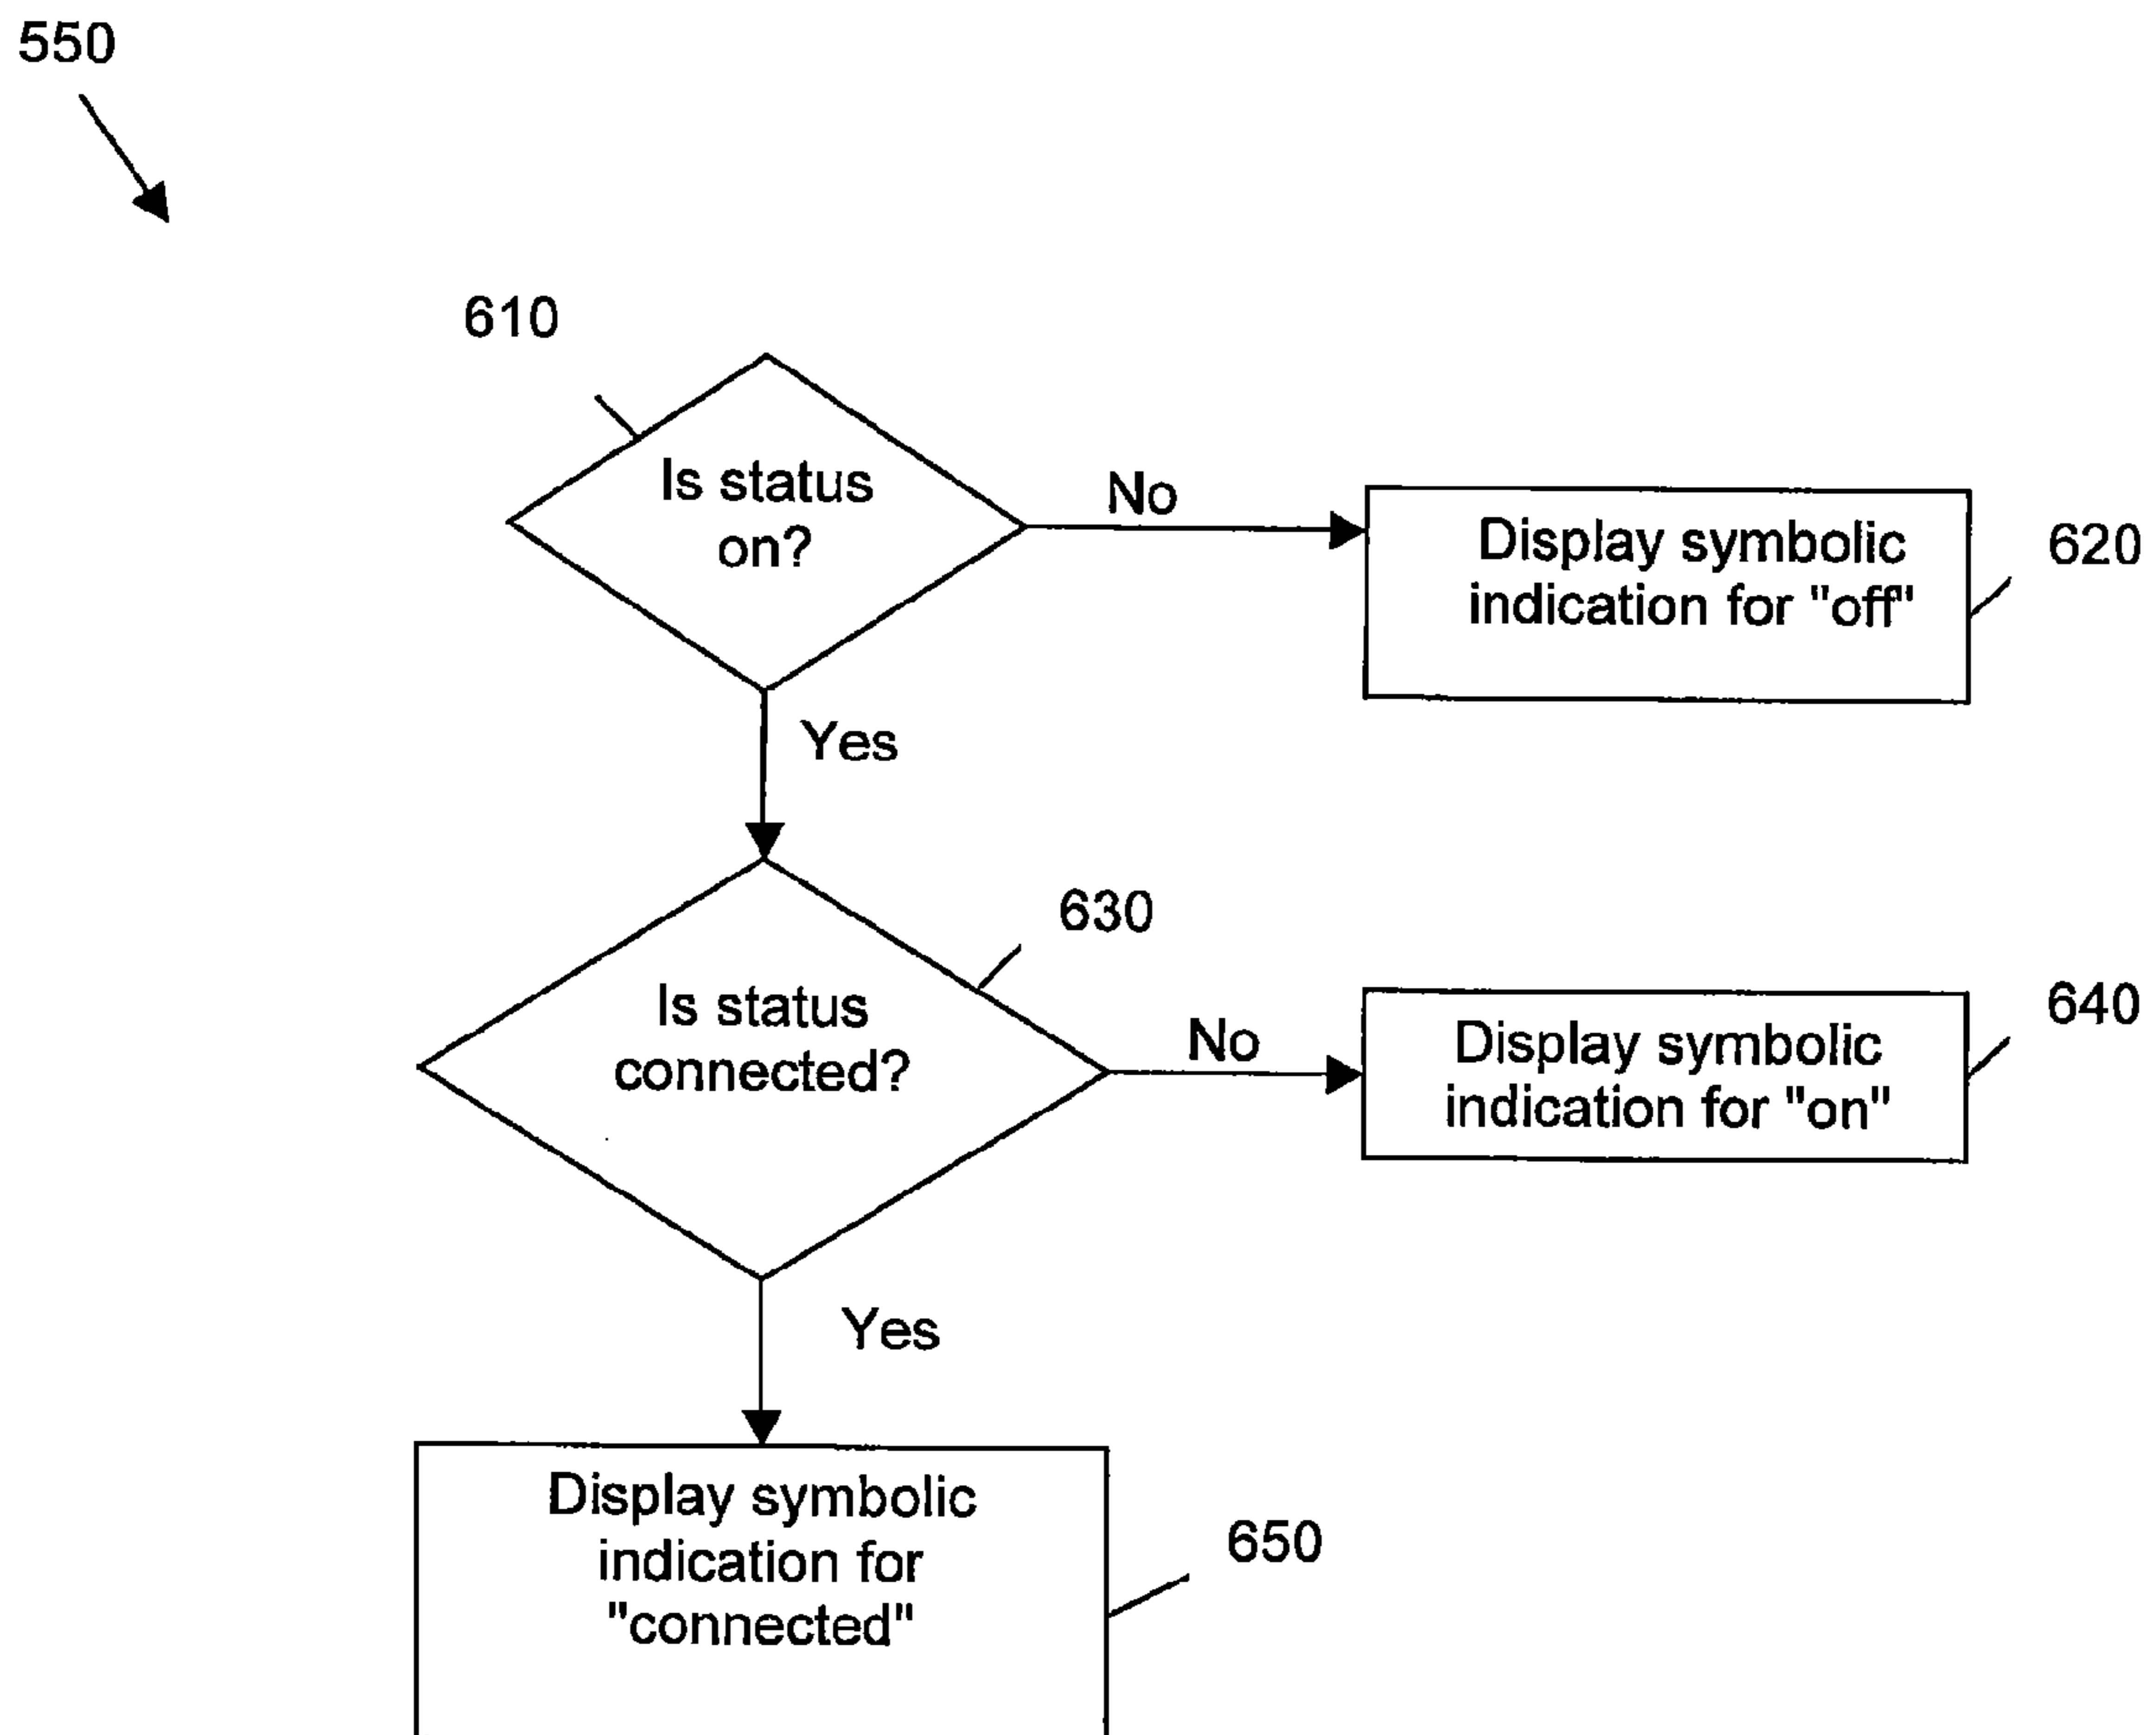 550
610
Is status
on?
No
Display symbolic
indication for "off"
620
Yes
630
Is status
connected?
No
Display symbolic
indication for "on"
640
Yes
Display symbolic
indication for
"connected"
650